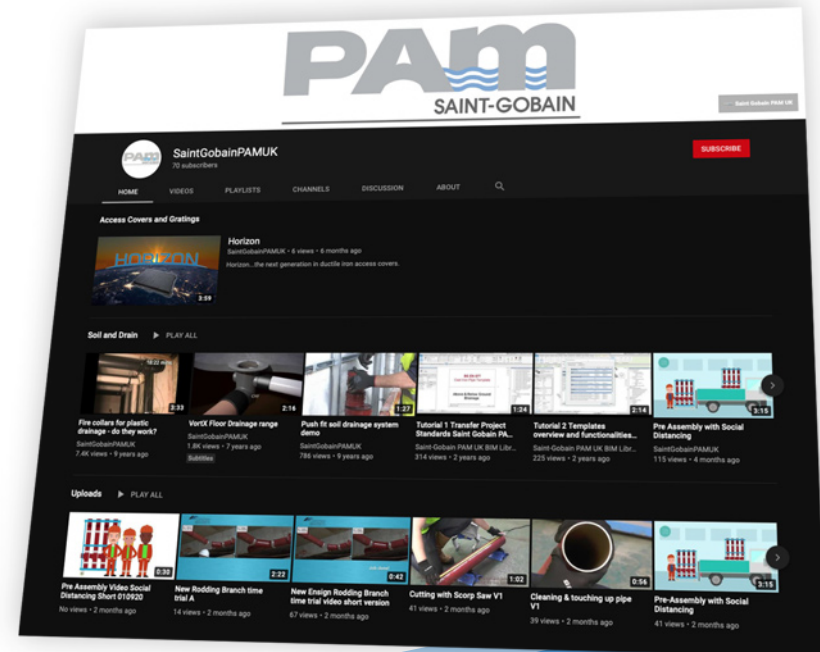 PAM
SAINT-GOBAIN
Saint Gobain PAM UK
SaintGobainPAMUK
70 subscribers
SUBSCRIBE
HOME VIDEOS PLAYLISTS CHANNELS DISCUSSION ABOUT
Access Covers and Gratings
HORIZON
3:59
Horizon
SaintGobainPAMUK • 6 views • 6 months ago
Horizon...the next generation in ductile iron access covers.
Soil and Drain PLAY ALL
3:33
Fire collars for plastic
drainage - do they work?
SaintGobainPAMUK
7.4K views • 9 years ago
2:16
VortX Floor Drainage range
SaintGobainPAMUK
1.8K views • 7 years ago
Subtitles
1:27
Push fit soil drainage system
demo
SaintGobainPAMUK
786 views • 9 years ago
1:24
Tutorial 1 Transfer Project
Standards Saint Gobain PA...
Saint-Gobain PAM UK BIM Libr...
314 views • 2 years ago
2:14
Tutorial 2 Templates
overview and functionalities...
Saint-Gobain PAM UK BIM Libr...
225 views • 2 years ago
3:15
Pre Assembly with Social
Distancing
SaintGobainPAMUK
115 views • 4 months ago
Uploads PLAY ALL
0:30
Pre Assembly Video Social
Distancing Short 010920
No views • 2 months ago
2:22
New Rodding Branch time
trial A
14 views • 2 months ago
0:42
New Ensign Rodding Branch
time trial video short version
67 views • 2 months ago
1:02
Cutting with Scorp Saw V1
41 views • 2 months ago
0:56
Cleaning & touching up pipe
V1
39 views • 2 months ago
3:15
Pre-Assembly with Social
Distancing
41 views • 2 months ago